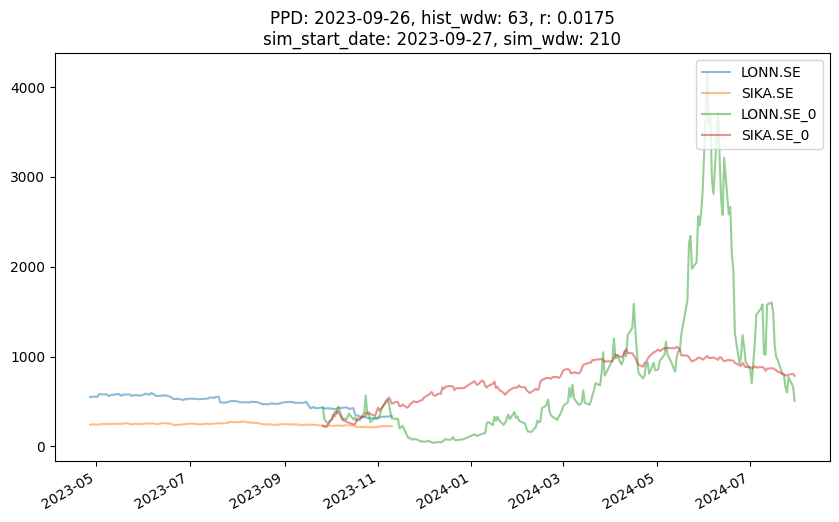 PPD: 2023-09-26, hist_wdw: 63, r: 0.0175
sim_start_date: 2023-09-27, sim_wdw: 210
LONN.SE
SIKA.SE
LONN.SE_0
SIKA.SE_0
4000
3000
2000
1000
0
2023-05
2023-07
2023-09
2023-11
2024-01
2024-03
2024-05
2024-07